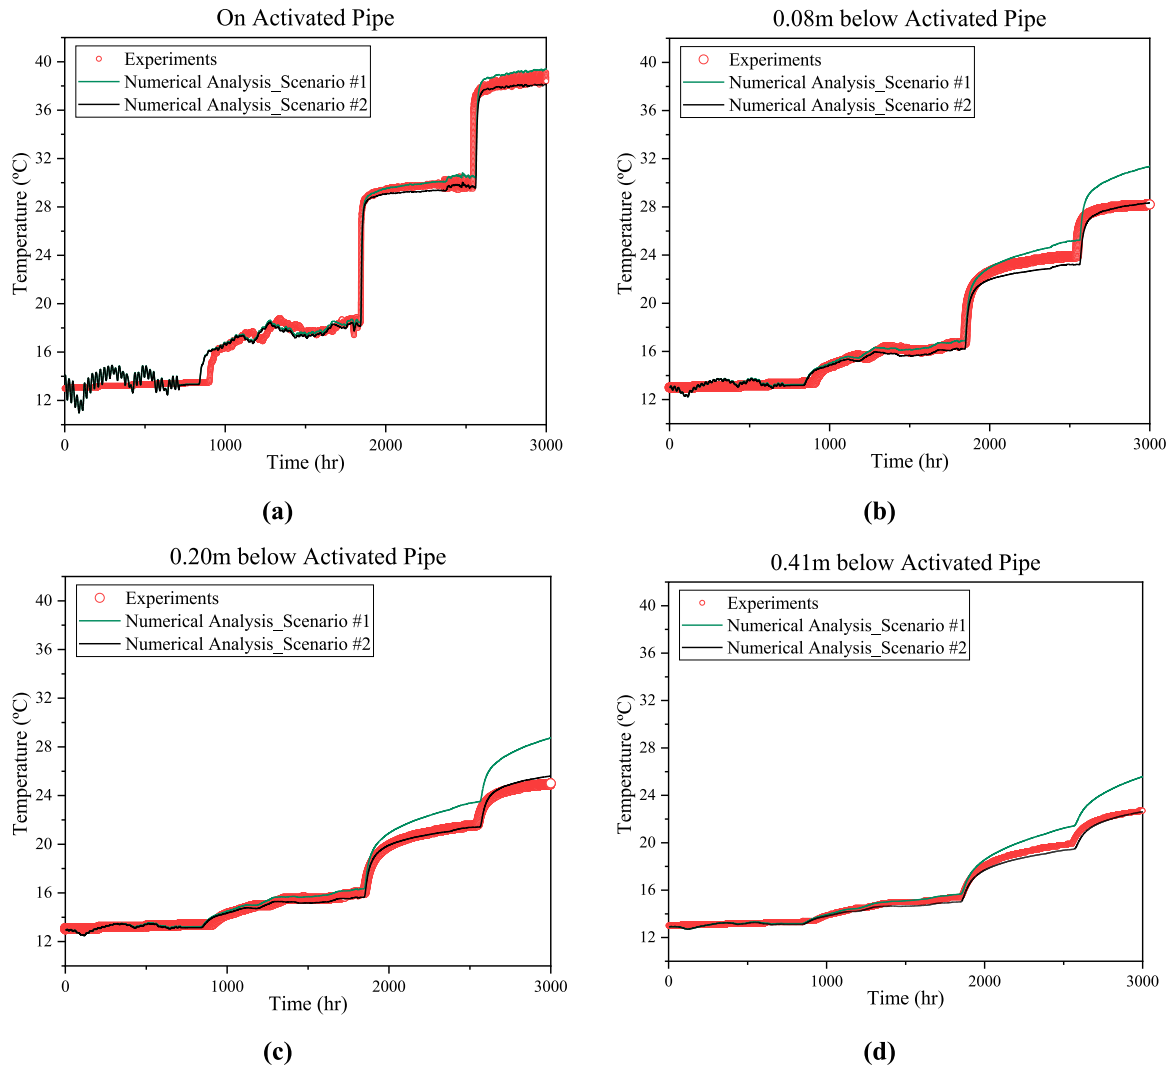 On Activated Pipe
Experiments
Numerical Analysis_Scenario #1
Numerical Analysis_Scenario #2
40
36
32
28
24
20
16
12
Temperature (ºC)
0
1000
2000
3000
Time (hr)
(a)
0.08m below Activated Pipe
Experiments
Numerical Analysis_Scenario #1
Numerical Analysis_Scenario #2
40
36
32
28
24
20
16
12
Temperature (ºC)
0
1000
2000
3000
Time (hr)
(b)
0.20m below Activated Pipe
Experiments
Numerical Analysis_Scenario #1
Numerical Analysis_Scenario #2
40
36
32
28
24
20
16
12
Temperature (ºC)
0
1000
2000
3000
Time (hr)
(c)
0.41m below Activated Pipe
Experiments
Numerical Analysis_Scenario #1
Numerical Analysis_Scenario #2
40
36
32
28
24
20
16
12
Temperature (ºC)
0
1000
2000
3000
Time (hr)
(d)